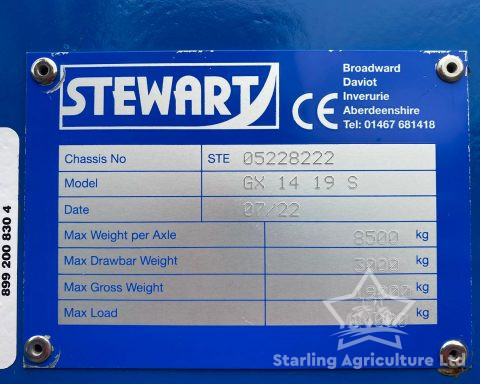 STEWART
CE
Broadward
Daviot
Inverurie
Aberdeenshire
Tel: 01467 681418
Chassis No STE 05228222
Model GX 14 19 S
Date 07/22
Max Weight per Axle 8500 kg
Max Drawbar Weight 3000 kg
Max Gross Weight kg
Max Load kg
899 200 830 4
Starling Agriculture Ltd